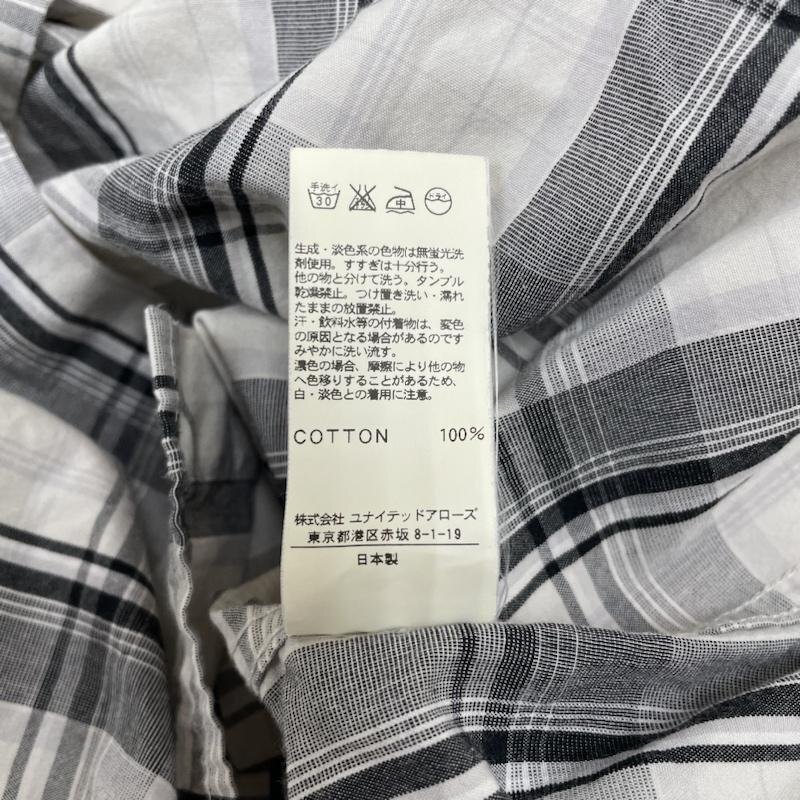 手洗イ
30
中
ドライ
生成・淡色系の色物は無蛍光洗
剤使用。すすぎは十分行う。
他の物と分けて洗う。タンブル
乾燥禁止。つけ置き洗い・濡れ
たままの放置禁止。
汗・飲料水等の付着物は、変色
の原因となる場合があるのです
みやかに洗い流す。
濃色の場合、摩擦により他の物
へ色移りすることがあるため、
白・淡色との着用に注意。
COTTON 100%
株式会社 ユナイテッドアローズ
東京都港区赤坂 8-1-19
日本製